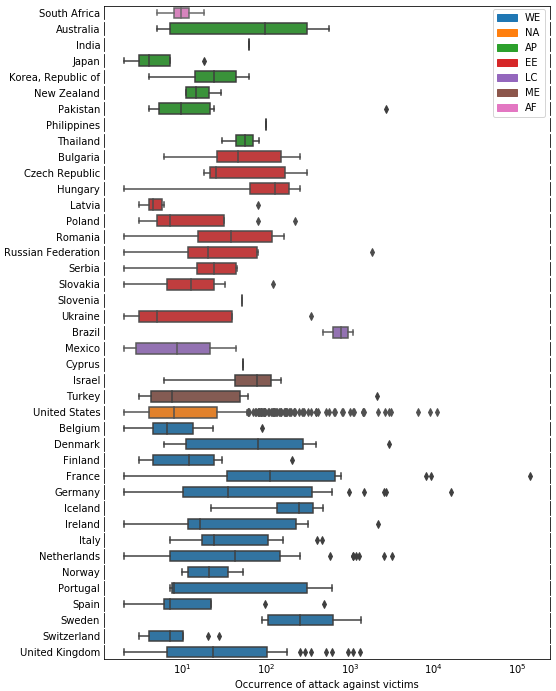 South Africa
Australia
India
Japan
Korea, Republic of
New Zealand
Pakistan
Philippines
Thailand
Bulgaria
Czech Republic
Hungary
Latvia
Poland
Romania
Russian Federation
Serbia
Slovakia
Slovenia
Ukraine
Brazil
Mexico
Cyprus
Israel
Turkey
United States
Belgium
Denmark
Finland
France
Germany
Iceland
Ireland
Italy
Netherlands
Norway
Portugal
Spain
Sweden
Switzerland
United Kingdom
WE
NA
AP
EE
LC
ME
AF
10¹ 10² 10³ 10⁴ 10⁵
Occurrence of attack against victims